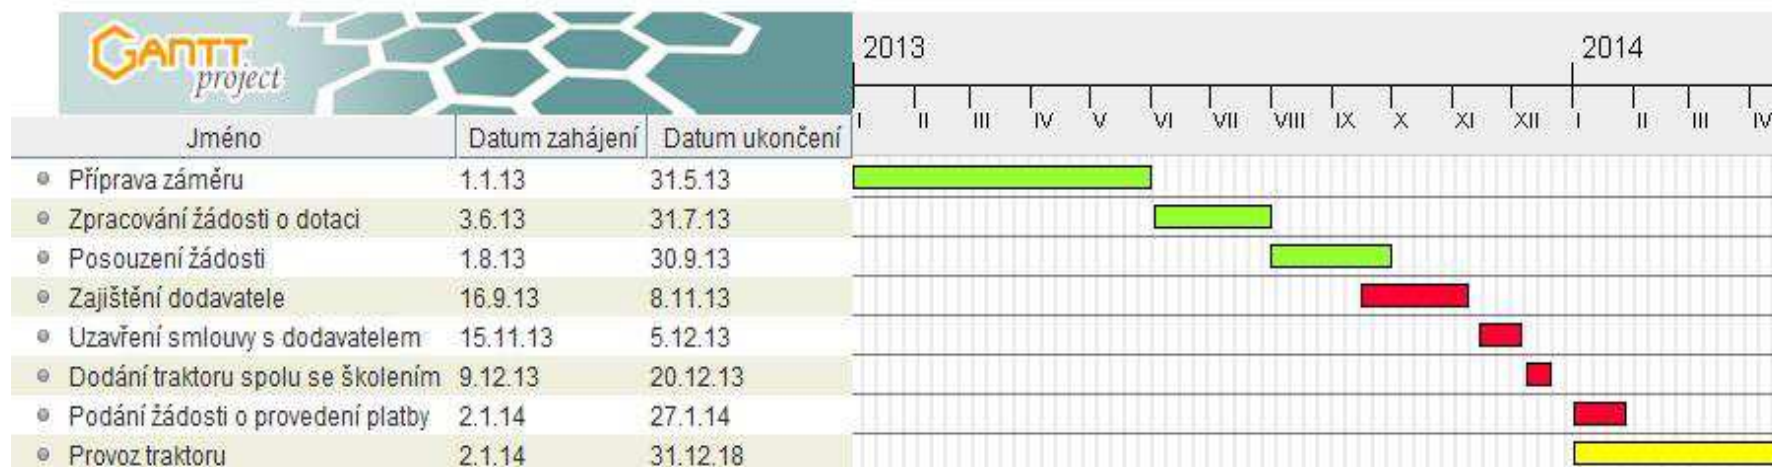 GANTT
project
2013 2014
I II III IV V VI VII VIII IX X XI XII I II III IV
Jméno Datum zahájení Datum ukončení
Příprava záměru 1.1.13 31.5.13
Zpracování žádosti o dotaci 3.6.13 31.7.13
Posouzení žádosti 1.8.13 30.9.13
Zajištění dodavatele 16.9.13 8.11.13
Uzavření smlouvy s dodavatelem 15.11.13 5.12.13
Dodání traktoru spolu se školením 9.12.13 20.12.13
Podání žádosti o provedení platby 2.1.14 27.1.14
Provoz traktoru 2.1.14 31.12.18